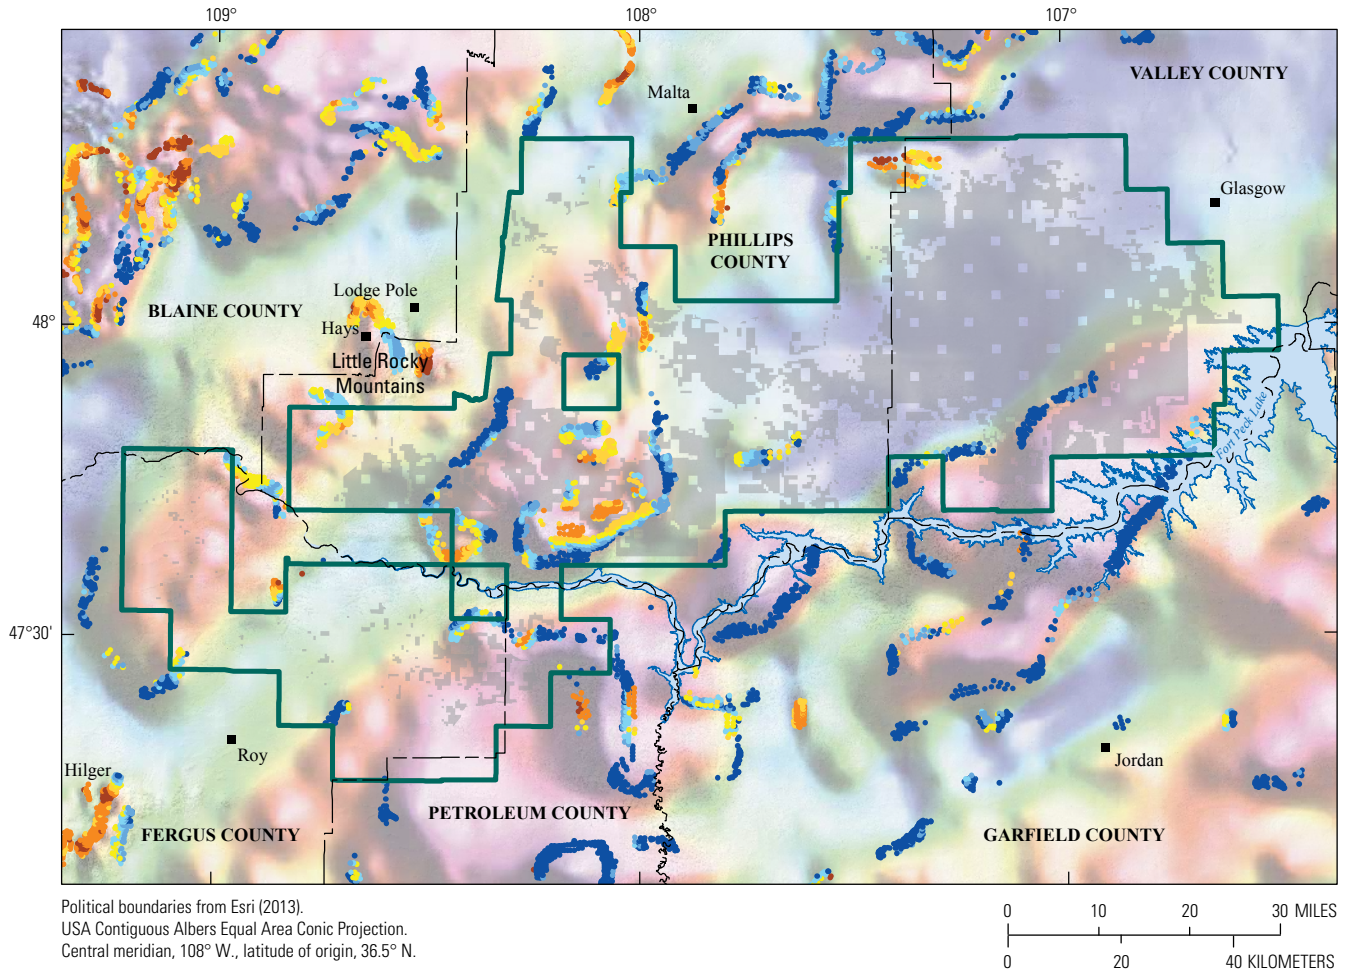 109°
108°
107°
VALLEY COUNTY
Malta
Glasgow
PHILLIPS
COUNTY
Lodge Pole
BLAINE COUNTY
48°
Hays
Little Rocky
Mountains
Fort Peck Lake
47°30'
Roy
Jordan
Hilger
PETROLEUM COUNTY
FERGUS COUNTY
GARFIELD COUNTY
Political boundaries from Esri (2013).
USA Contiguous Albers Equal Area Conic Projection.
Central meridian, 108° W., latitude of origin, 36.5° N.
0 10 20 30 MILES
0 20 40 KILOMETERS